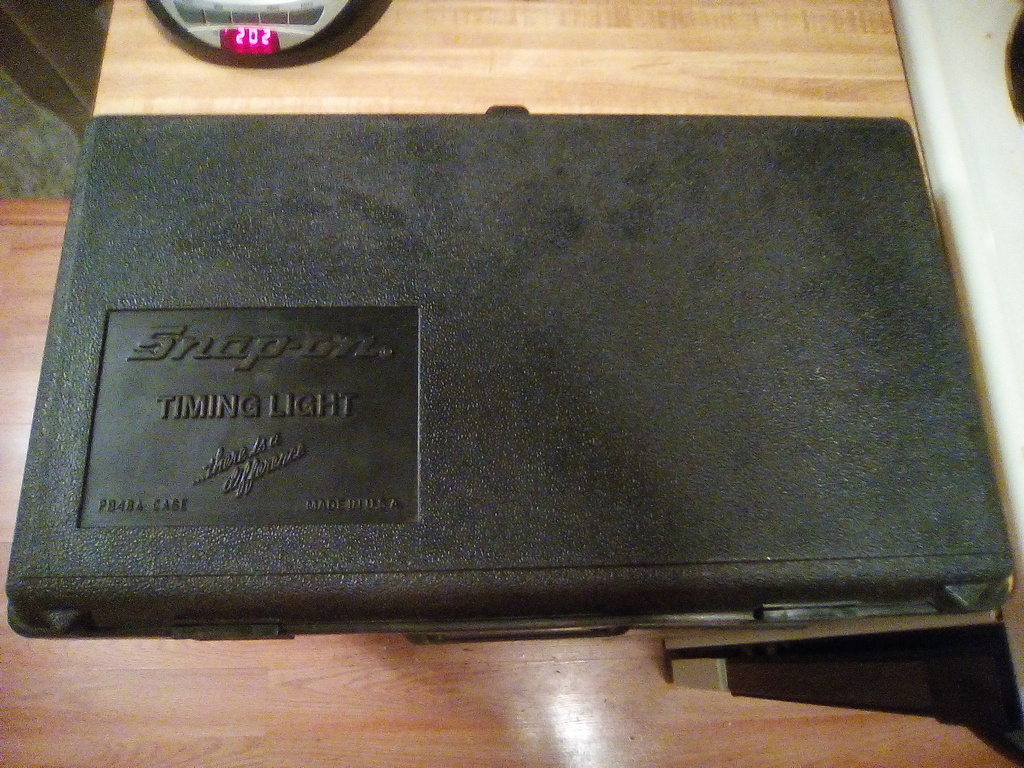 202
Snap-on®
TIMING LIGHT
...there is a
difference
PB48A CASE
MADE IN U.S.A.